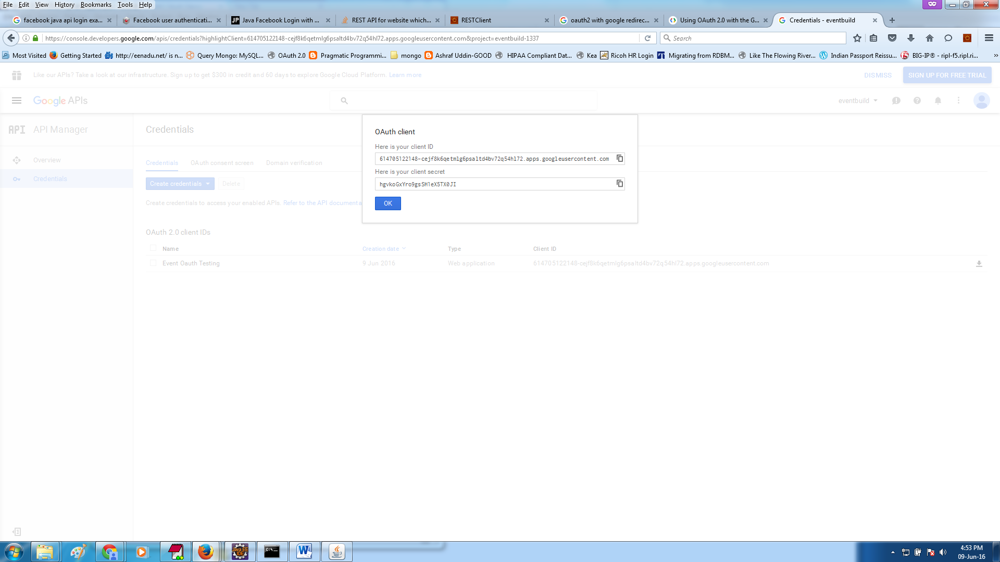 File Edit View History Bookmarks Tools Help
facebook java api login exa... Facebook user authenticati... Java Facebook Login with ... REST API for website which... RESTClient oauth2 with google redirec... Using OAuth 2.0 with the G... Credentials - eventbuild
https://console.developers.google.com/apis/credentials?highlightClient=614705122148-cejf8k6qetmlg6psaltd4bv72q54hl72.apps.googleusercontent.com&project=eventbuild-1337 Search
Most Visited Getting Started http://eenadu.net/ is n... Query Mongo: MySQL... OAuth 2.0 Pragmatic Programmi... mongo Ashraf Uddin-GOOD HIPAA Compliant Dat... Kea Ricoh HR Login Migrating from RDBM... Like The Flowing River... Indian Passport Reissu... BIG-IP® - ripl-f5.ripl.ri... »
Like our APIs? Take a look at our infrastructure. Sign up to get $300 in credit and 60 days to explore Google Cloud Platform. Learn more DISMISS SIGN UP FOR FREE TRIAL
Google APIs eventbuild
API API Manager Credentials
Overview
Credentials
Credentials OAuth consent screen Domain verification
Create credentials Delete
Create credentials to access your enabled APIs. Refer to the API documenta
OAuth client
Here is your client ID
614705122148-cejf8k6qetmlg6psaltd4bv72q54hl72.apps.googleusercontent.com
Here is your client secret
hgvkoGxYro9gsSHleX5TX0JI
OK
OAuth 2.0 client IDs
Name Creation date Type Client ID
Event Oauth Testing 9 Jun 2016 Web application 614705122148-cejf8k6qetmlg6psaltd4bv72q54hl72.apps.googleusercontent.com
Java EE IDE
C:\_
4:53 PM
09-Jun-16